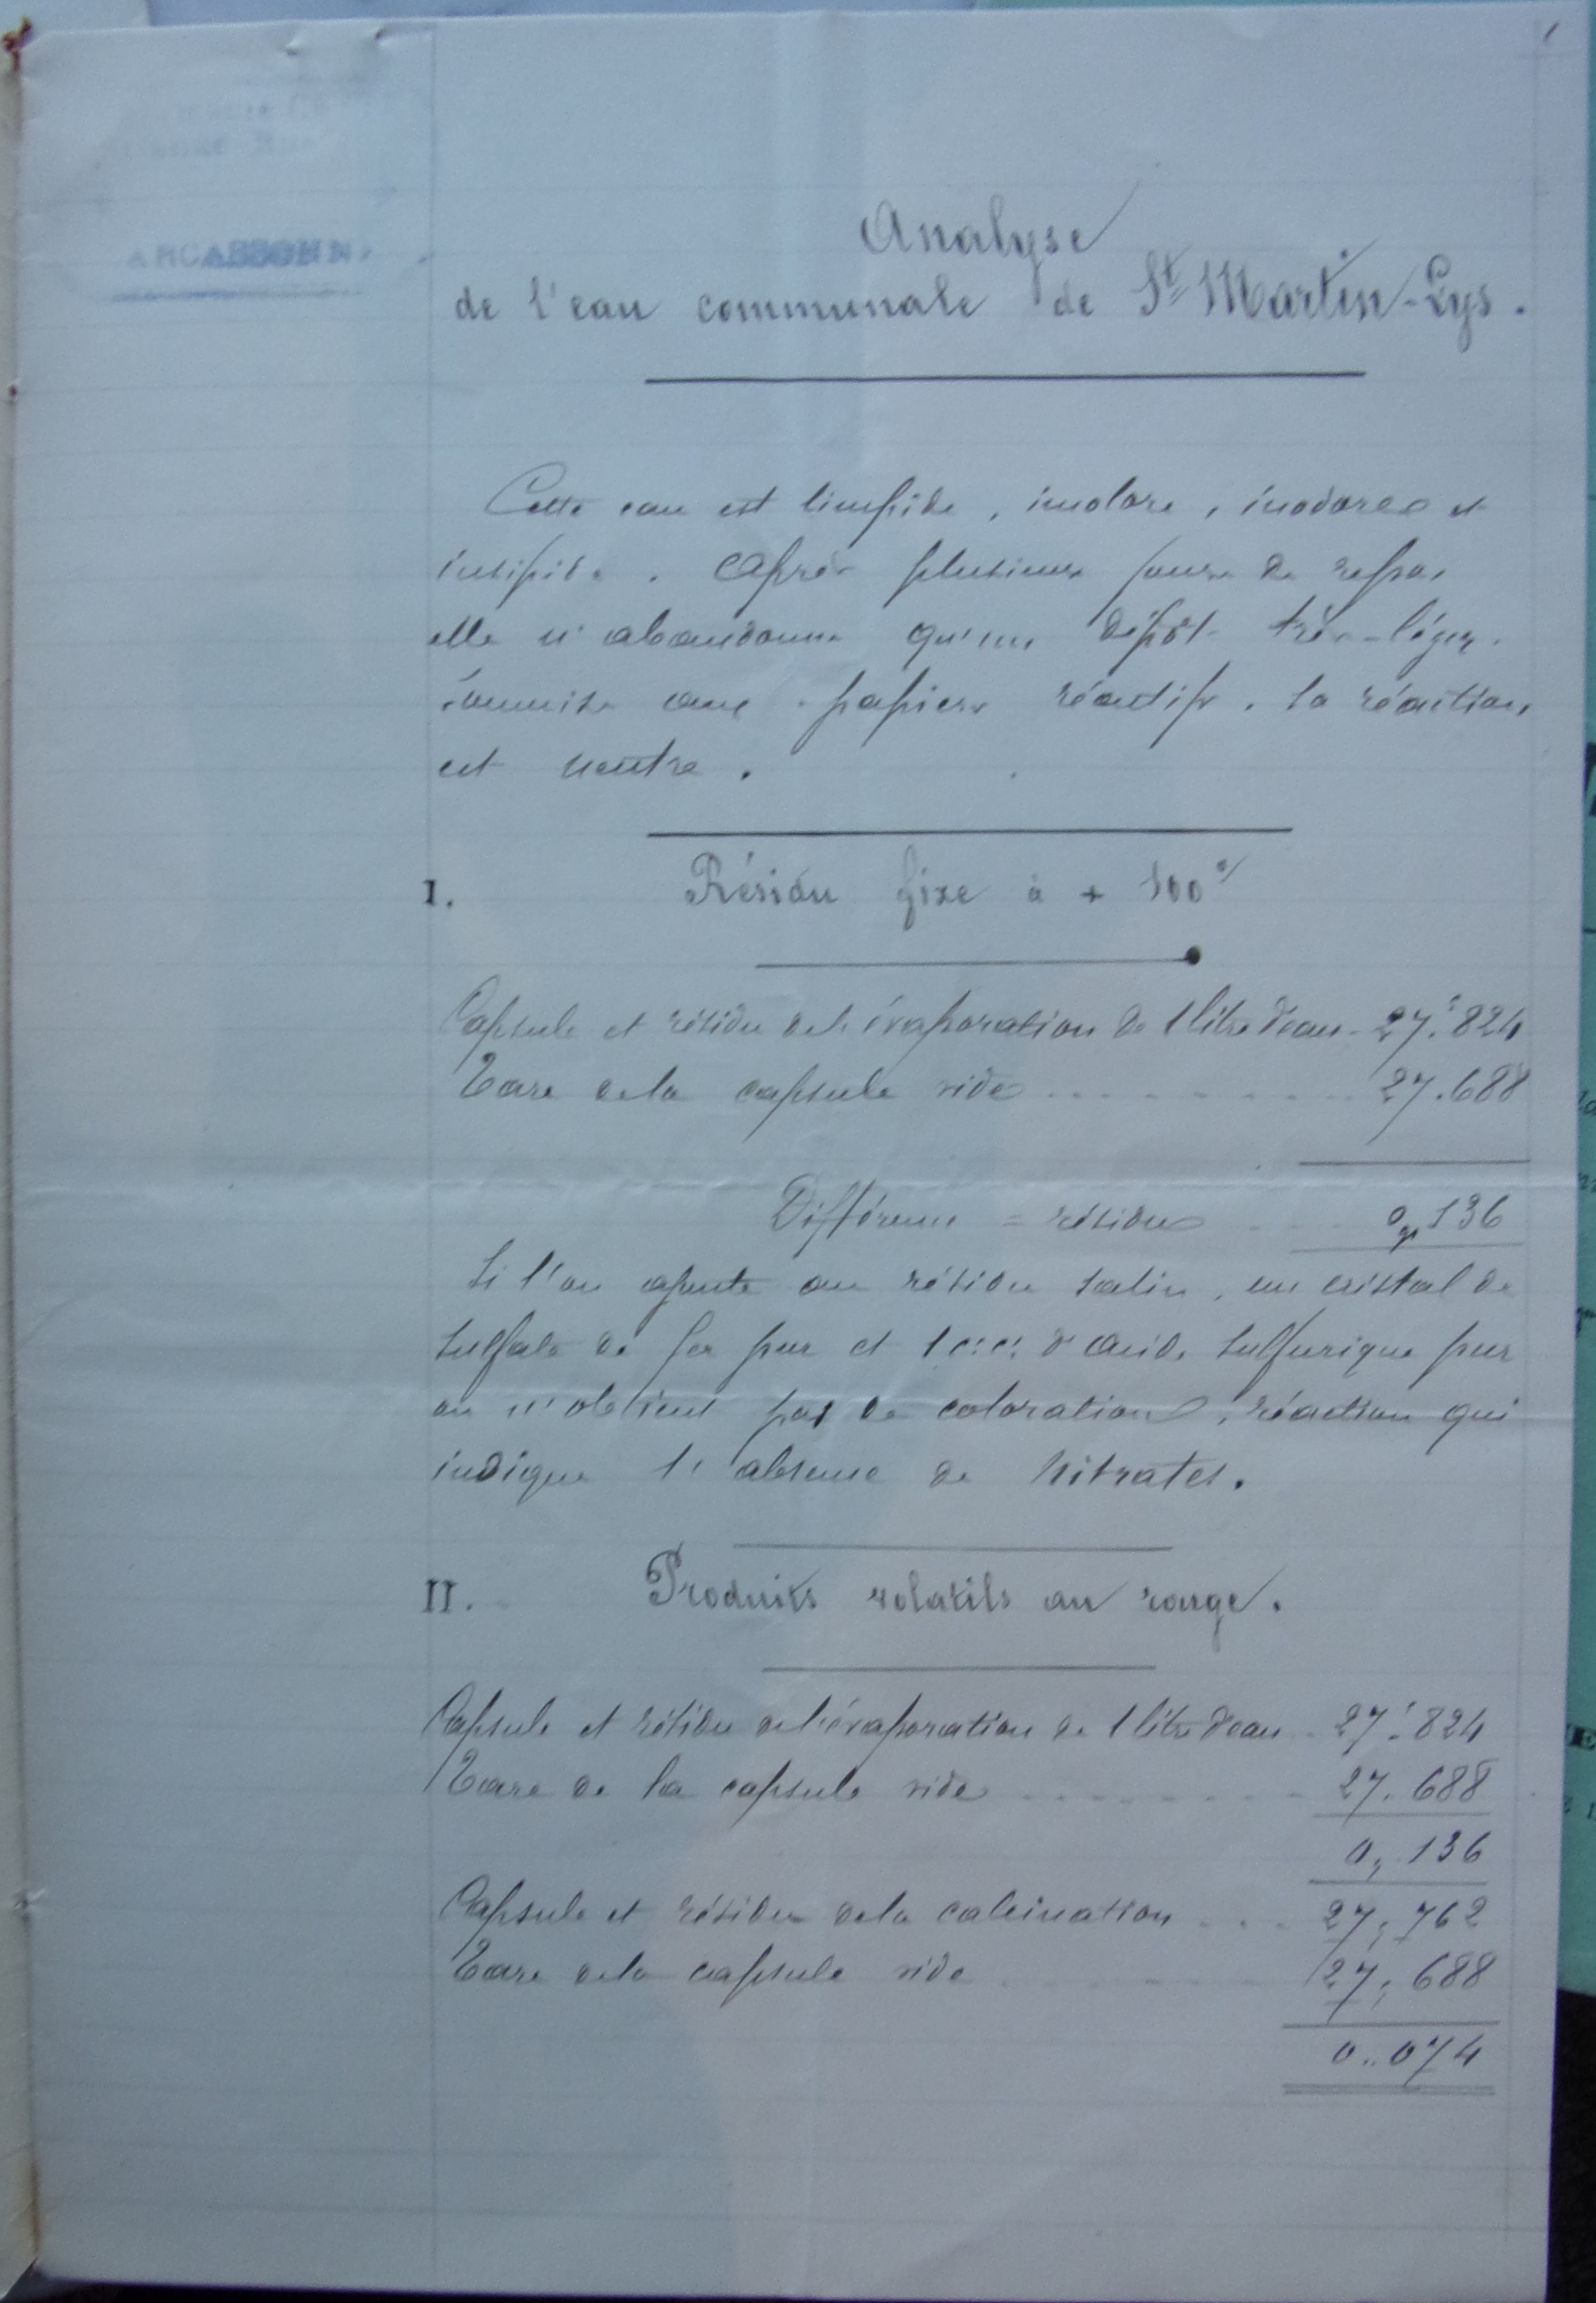 1
ARCASSONNE
Analyse
de l'eau communale de St Martin-Lys.
Cette eau est limpide, incolore, inodore et
insipide. Après plusieurs jours de repos
elle n'abandonne qu'un dépôt très-léger.
Soumise aux papiers réactifs, la réaction
est neutre.
I. Résidu fixe à + 100°
Capsule et résidu de l'évaporation de 1 litre d'eau 27.824
Tare de la capsule vide 27.688
Différence = résidu 0,136
Si l'on ajoute au résidu salin, un cristal de
sulfate de fer pur et 1 c.c. d'acide sulfurique pur
on n'obtient pas de coloration, réaction qui
indique l'absence de Nitrates.
II. Produits volatils au rouge.
Capsule et résidu de l'évaporation de 1 litre d'eau 27.824
Tare de la capsule vide 27.688
0,136
Capsule et résidu de la calcination 27,762
Tare de la capsule vide 27,688
0,074